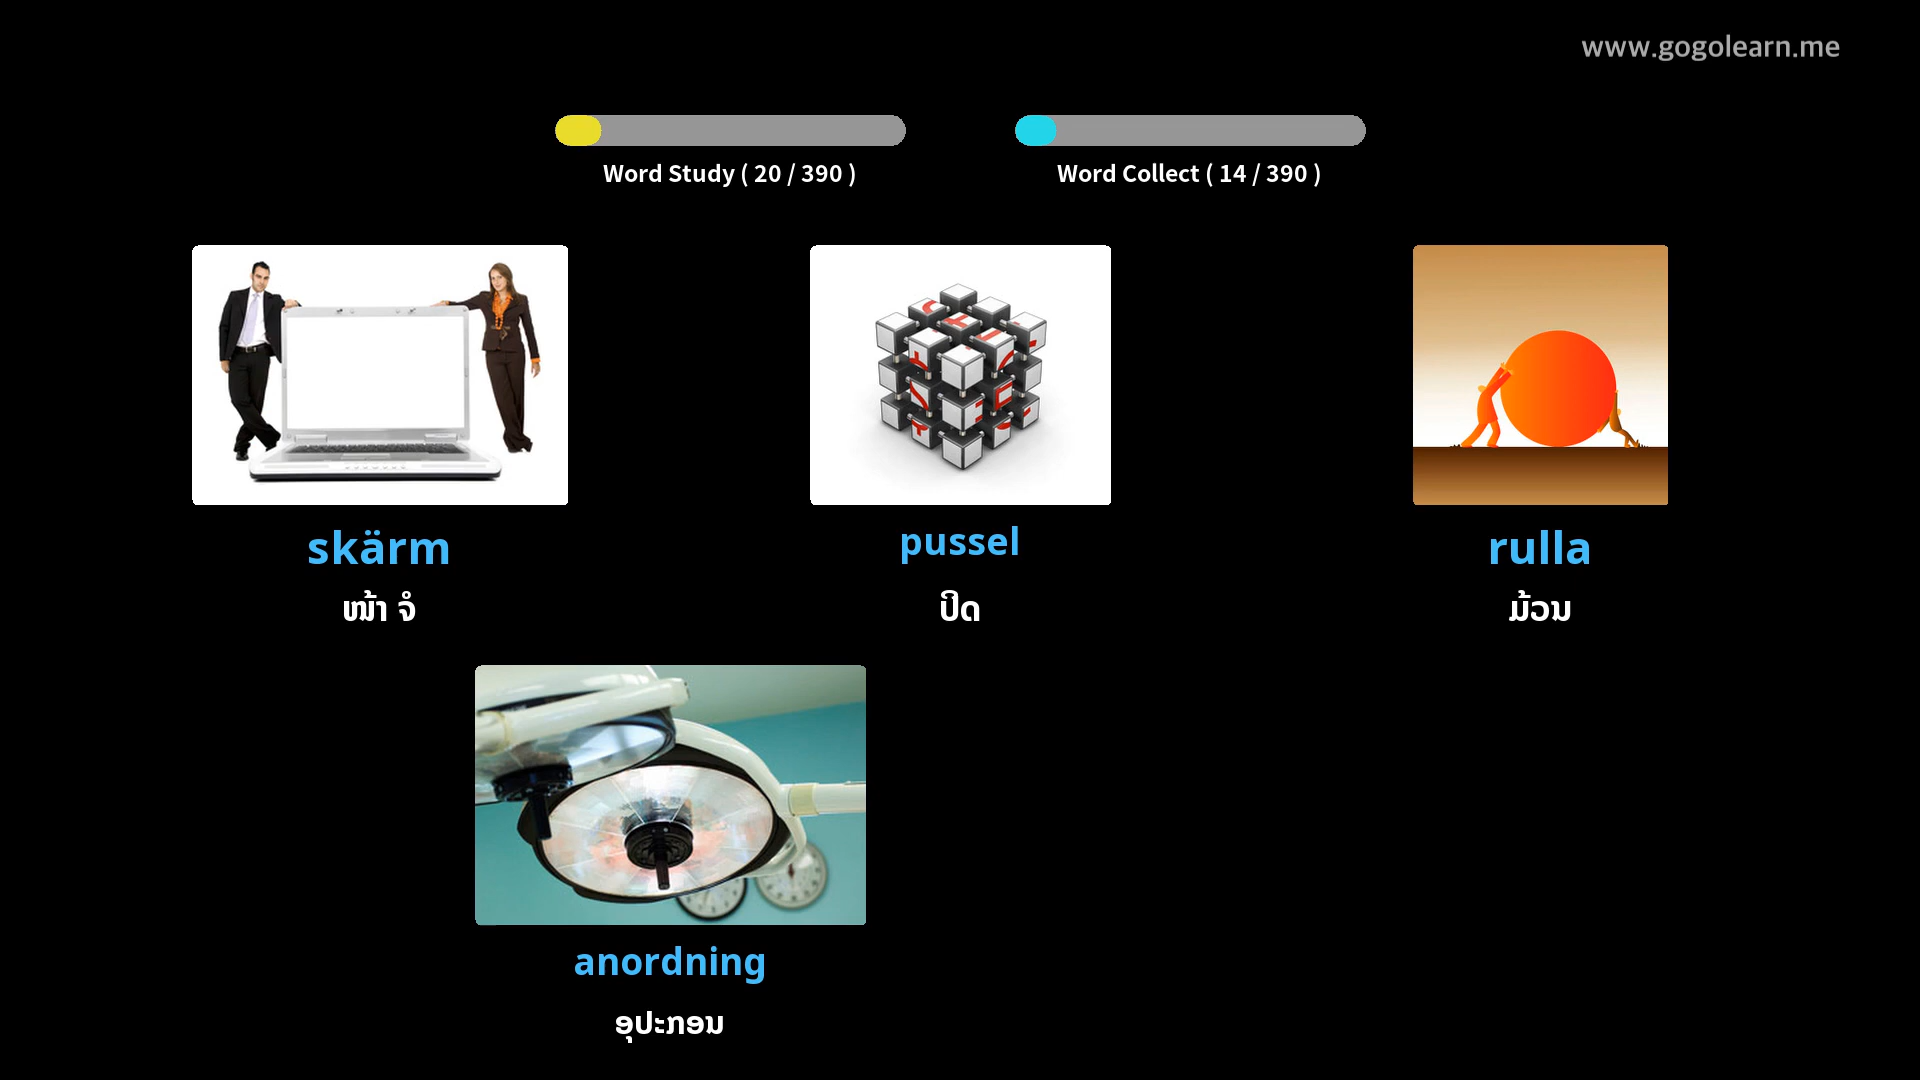 www.gogolearn.me
Word Study ( 20 / 390 )
Word Collect ( 14 / 390 )
skärm
ໜ້າ ຈໍ
pussel
ປິດ
rulla
ມ້ວນ
anordning
ອຸປະກອນ